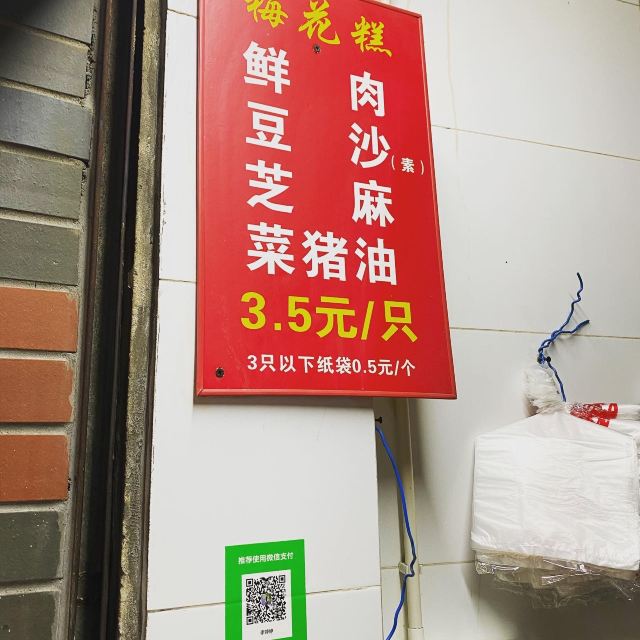 梅花糕
鲜肉
豆沙(素)
芝麻
菜猪油
3.5元/只
3只以下纸袋0.5元/个
推荐使用微信支付